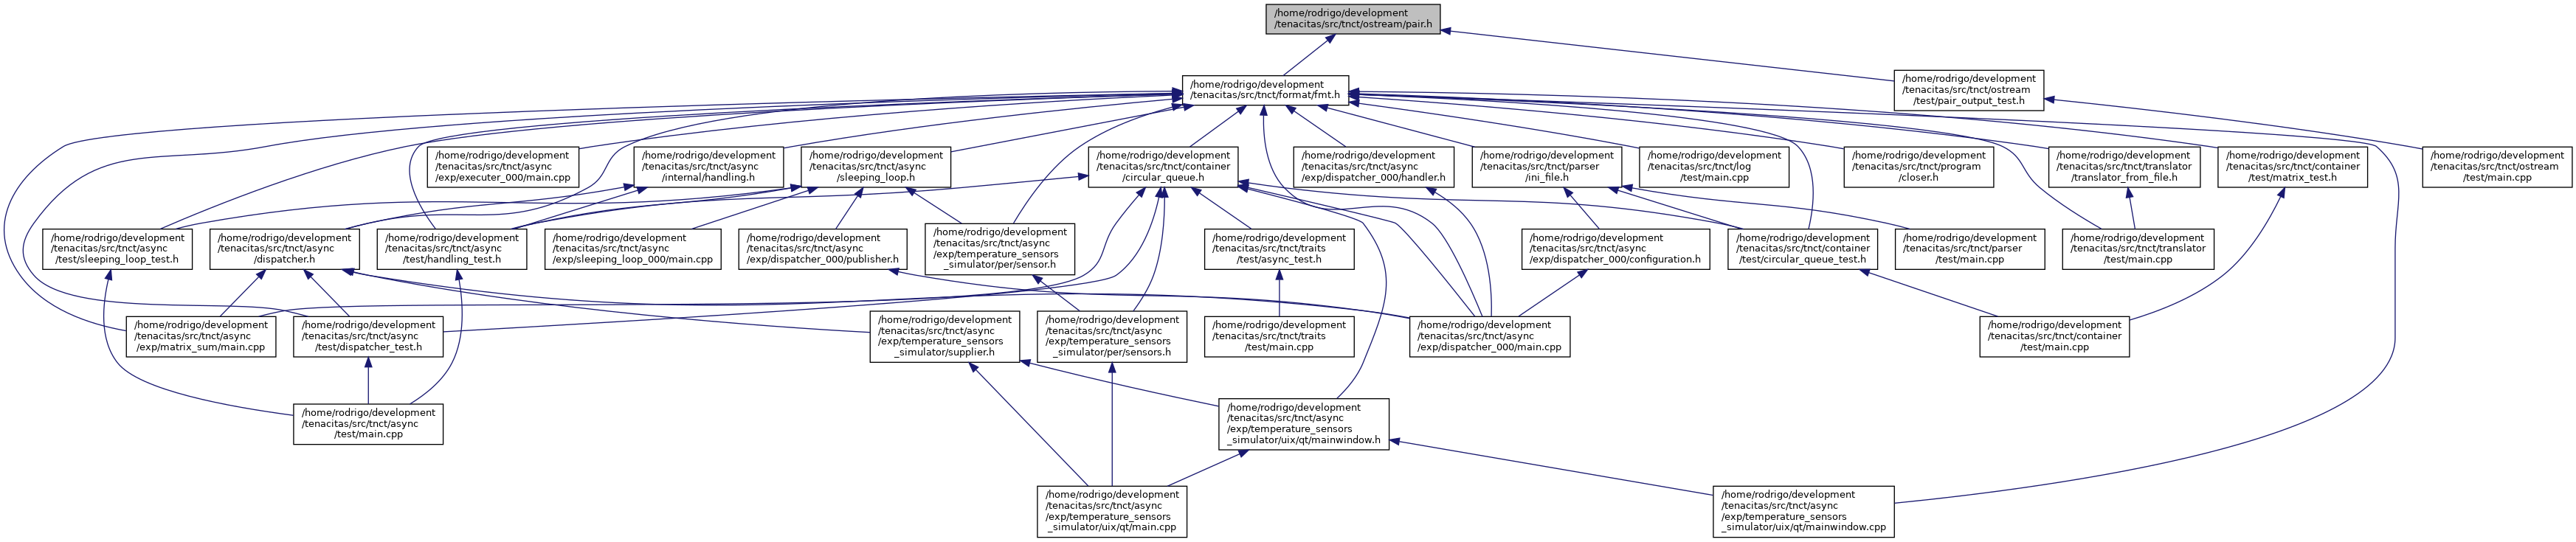 /home/rodrigo/development
/tenacitas/src/tnct/ostream/pair.h
/home/rodrigo/development
/tenacitas/src/tnct/format/fmt.h
/home/rodrigo/development
/tenacitas/src/tnct/ostream
/test/pair_output_test.h
/home/rodrigo/development
/tenacitas/src/tnct/async
/exp/executer_000/main.cpp
/home/rodrigo/development
/tenacitas/src/tnct/async
/internal/handling.h
/home/rodrigo/development
/tenacitas/src/tnct/async
/sleeping_loop.h
/home/rodrigo/development
/tenacitas/src/tnct/container
/circular_queue.h
/home/rodrigo/development
/tenacitas/src/tnct/async
/exp/dispatcher_000/handler.h
/home/rodrigo/development
/tenacitas/src/tnct/parser
/ini_file.h
/home/rodrigo/development
/tenacitas/src/tnct/log
/test/main.cpp
/home/rodrigo/development
/tenacitas/src/tnct/program
/closer.h
/home/rodrigo/development
/tenacitas/src/tnct/translator
/translator_from_file.h
/home/rodrigo/development
/tenacitas/src/tnct/container
/test/matrix_test.h
/home/rodrigo/development
/tenacitas/src/tnct/ostream
/test/main.cpp
/home/rodrigo/development
/tenacitas/src/tnct/async
/test/sleeping_loop_test.h
/home/rodrigo/development
/tenacitas/src/tnct/async
/dispatcher.h
/home/rodrigo/development
/tenacitas/src/tnct/async
/test/handling_test.h
/home/rodrigo/development
/tenacitas/src/tnct/async
/exp/sleeping_loop_000/main.cpp
/home/rodrigo/development
/tenacitas/src/tnct/async
/exp/dispatcher_000/publisher.h
/home/rodrigo/development
/tenacitas/src/tnct/async
/exp/temperature_sensors
_simulator/per/sensor.h
/home/rodrigo/development
/tenacitas/src/tnct/traits
/test/async_test.h
/home/rodrigo/development
/tenacitas/src/tnct/async
/exp/dispatcher_000/configuration.h
/home/rodrigo/development
/tenacitas/src/tnct/container
/test/circular_queue_test.h
/home/rodrigo/development
/tenacitas/src/tnct/parser
/test/main.cpp
/home/rodrigo/development
/tenacitas/src/tnct/translator
/test/main.cpp
/home/rodrigo/development
/tenacitas/src/tnct/async
/exp/matrix_sum/main.cpp
/home/rodrigo/development
/tenacitas/src/tnct/async
/test/dispatcher_test.h
/home/rodrigo/development
/tenacitas/src/tnct/async
/exp/temperature_sensors
_simulator/supplier.h
/home/rodrigo/development
/tenacitas/src/tnct/async
/exp/temperature_sensors
_simulator/per/sensors.h
/home/rodrigo/development
/tenacitas/src/tnct/traits
/test/main.cpp
/home/rodrigo/development
/tenacitas/src/tnct/async
/exp/dispatcher_000/main.cpp
/home/rodrigo/development
/tenacitas/src/tnct/container
/test/main.cpp
/home/rodrigo/development
/tenacitas/src/tnct/async
/test/main.cpp
/home/rodrigo/development
/tenacitas/src/tnct/async
/exp/temperature_sensors
_simulator/uix/qt/mainwindow.h
/home/rodrigo/development
/tenacitas/src/tnct/async
/exp/temperature_sensors
_simulator/uix/qt/main.cpp
/home/rodrigo/development
/tenacitas/src/tnct/async
/exp/temperature_sensors
_simulator/uix/qt/mainwindow.cpp